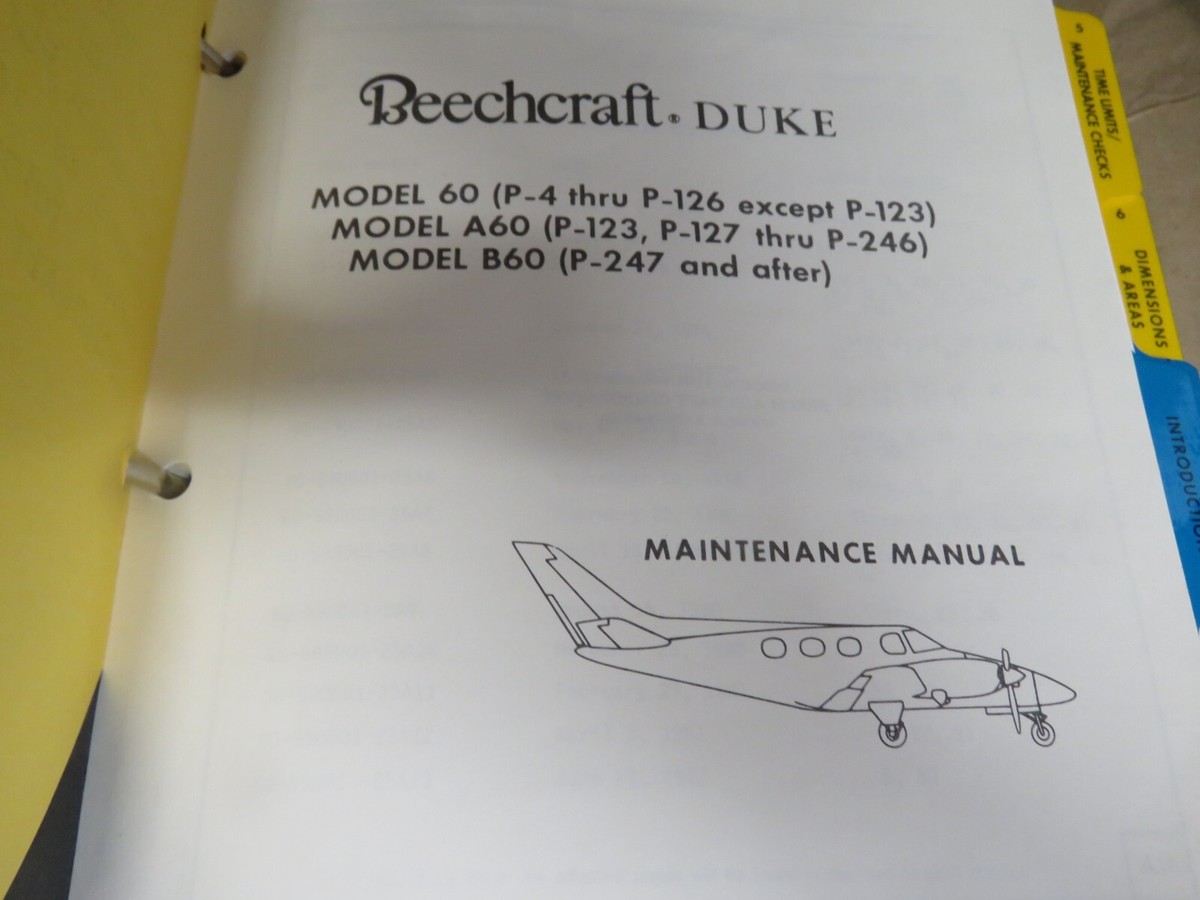 Beechcraft® DUKE
MODEL 60 (P-4 thru P-126 except P-123)
MODEL A60 (P-123, P-127 thru P-246)
MODEL B60 (P-247 and after)
MAINTENANCE MANUAL
5
TIME LIMITS/
MAINTENANCE CHECKS
6
DIMENSIONS
& AREAS